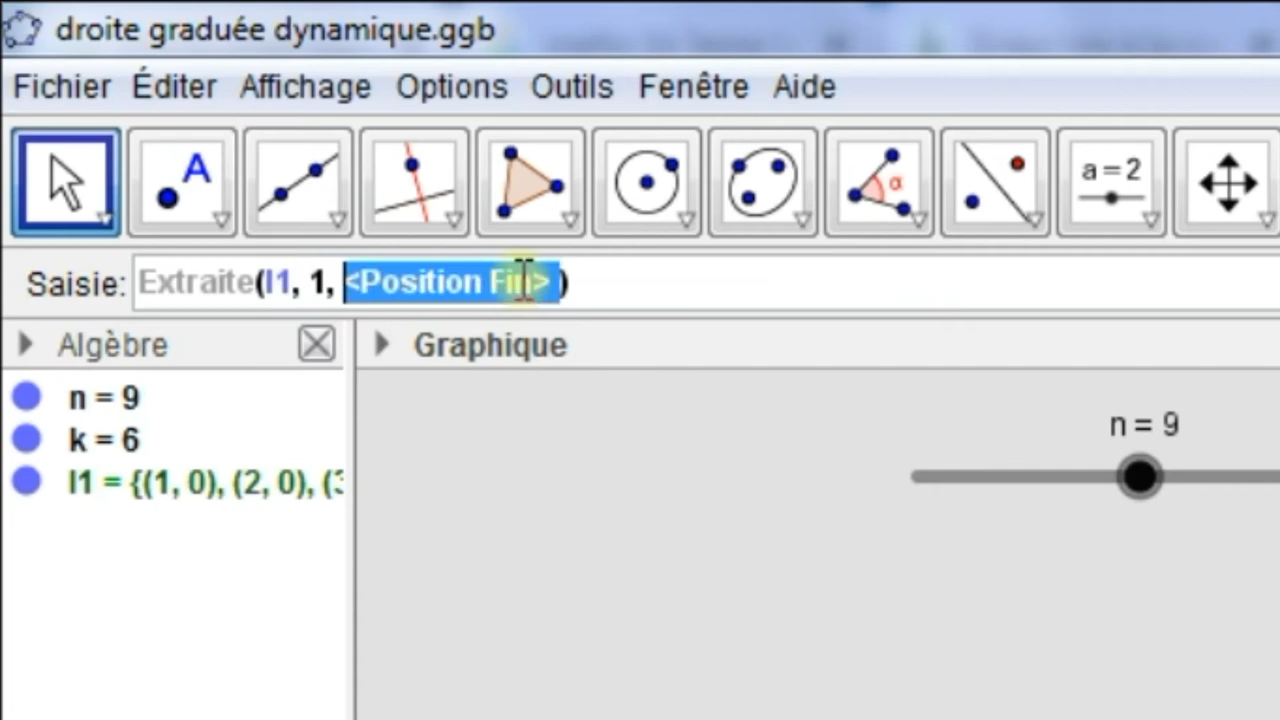 droite graduée dynamique.ggb
Fichier Éditer Affichage Options Outils Fenêtre Aide
A α a = 2
Saisie: Extraite(l1, 1, <Position Fin> )
Algèbre Graphique
n = 9
n = 9
k = 6
l1 = {(1, 0), (2, 0), (3